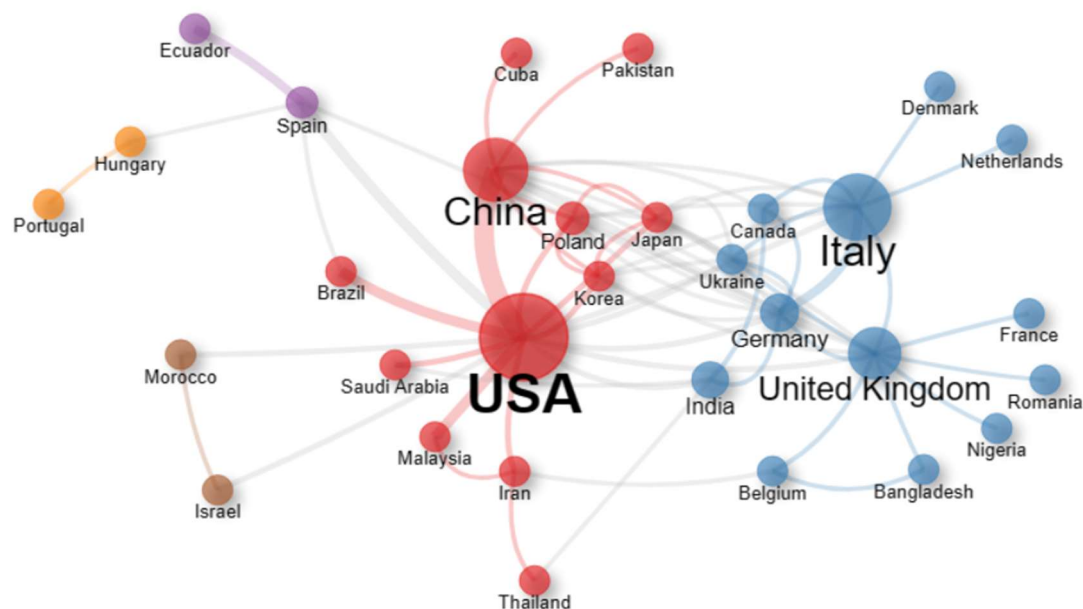 Ecuador
Cuba
Pakistan
Denmark
Spain
Hungary
Netherlands
China
Portugal
Poland
Japan
Canada
Italy
Ukraine
Brazil
Korea
Germany
France
Morocco
Saudi Arabia
USA
India
United Kingdom
Romania
Malaysia
Nigeria
Iran
Belgium
Bangladesh
Israel
Thailand